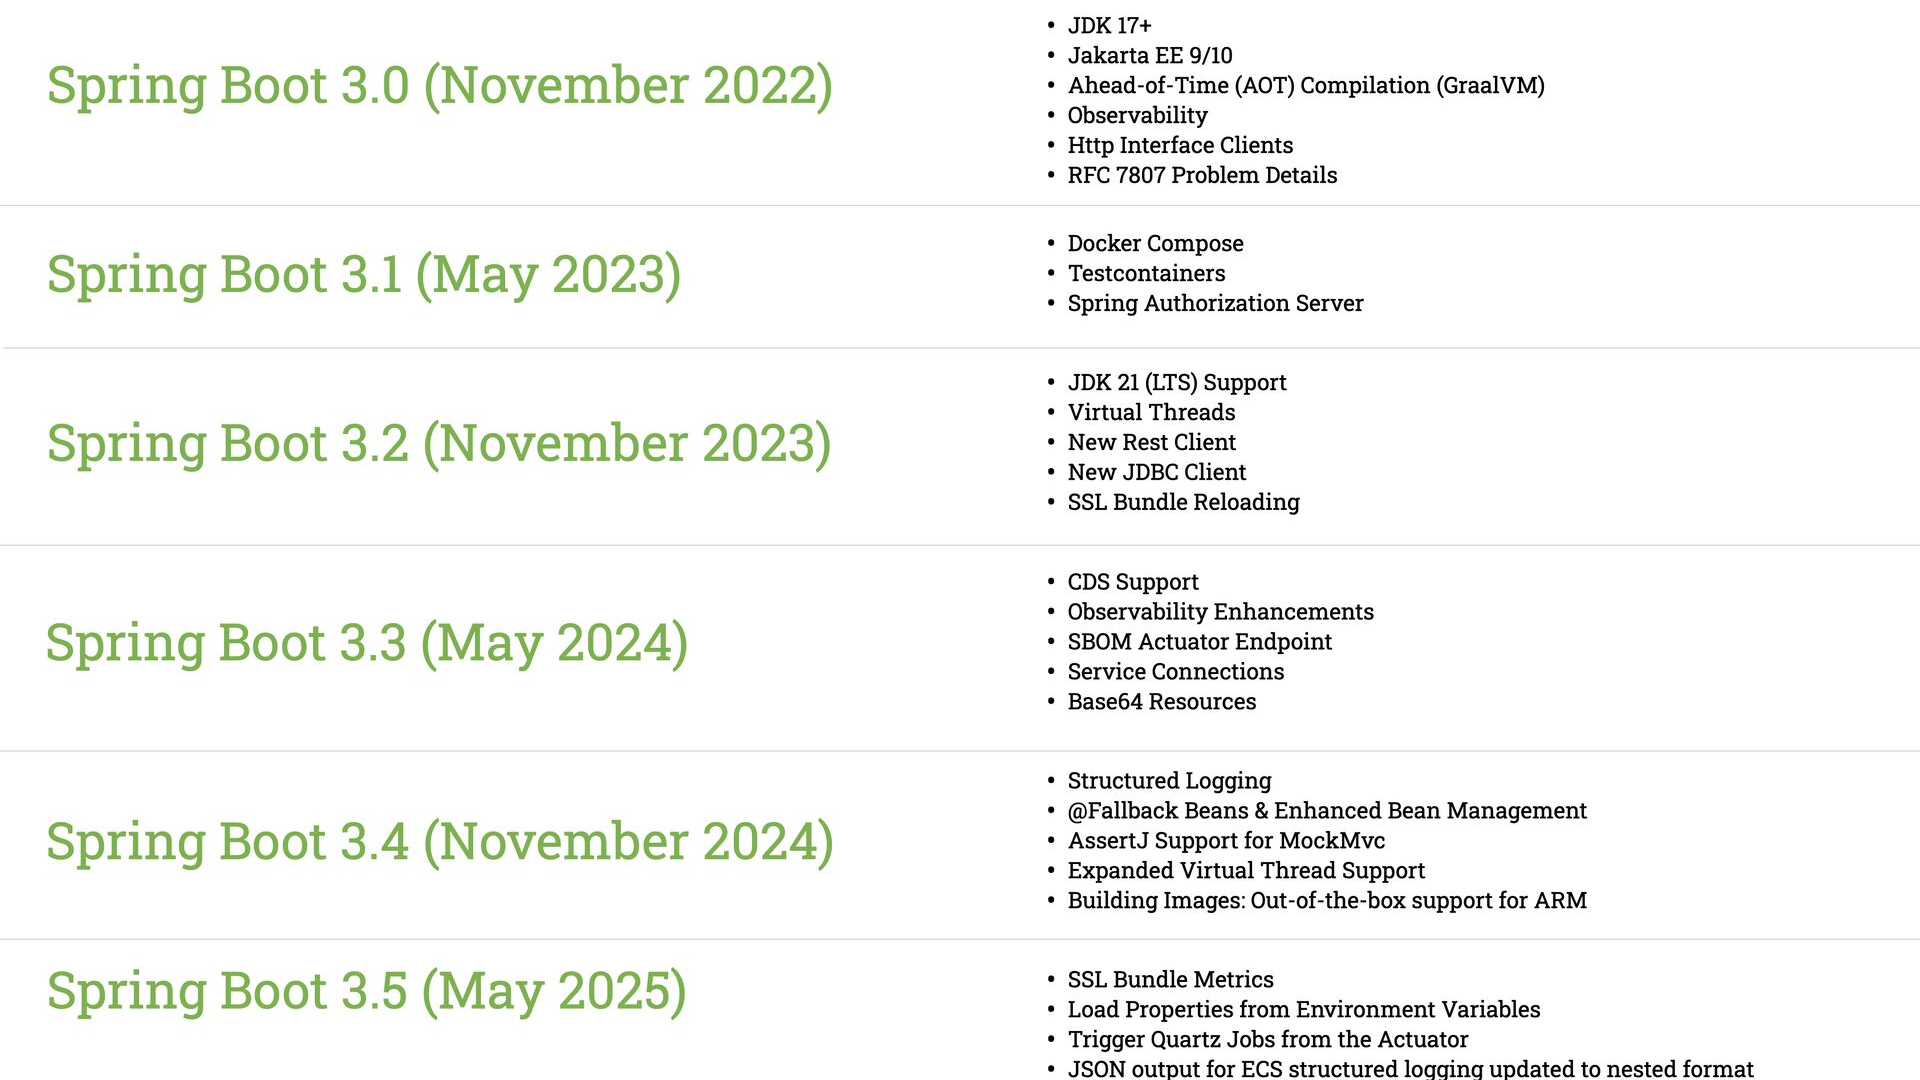 Spring Boot 3.0 (November 2022)
• JDK 17+
• Jakarta EE 9/10
• Ahead-of-Time (AOT) Compilation (GraalVM)
• Observability
• Http Interface Clients
• RFC 7807 Problem Details
Spring Boot 3.1 (May 2023)
• Docker Compose
• Testcontainers
• Spring Authorization Server
Spring Boot 3.2 (November 2023)
• JDK 21 (LTS) Support
• Virtual Threads
• New Rest Client
• New JDBC Client
• SSL Bundle Reloading
Spring Boot 3.3 (May 2024)
• CDS Support
• Observability Enhancements
• SBOM Actuator Endpoint
• Service Connections
• Base64 Resources
Spring Boot 3.4 (November 2024)
• Structured Logging
• @Fallback Beans & Enhanced Bean Management
• AssertJ Support for MockMvc
• Expanded Virtual Thread Support
• Building Images: Out-of-the-box support for ARM
Spring Boot 3.5 (May 2025)
• SSL Bundle Metrics
• Load Properties from Environment Variables
• Trigger Quartz Jobs from the Actuator
• JSON output for ECS structured logging updated to nested format